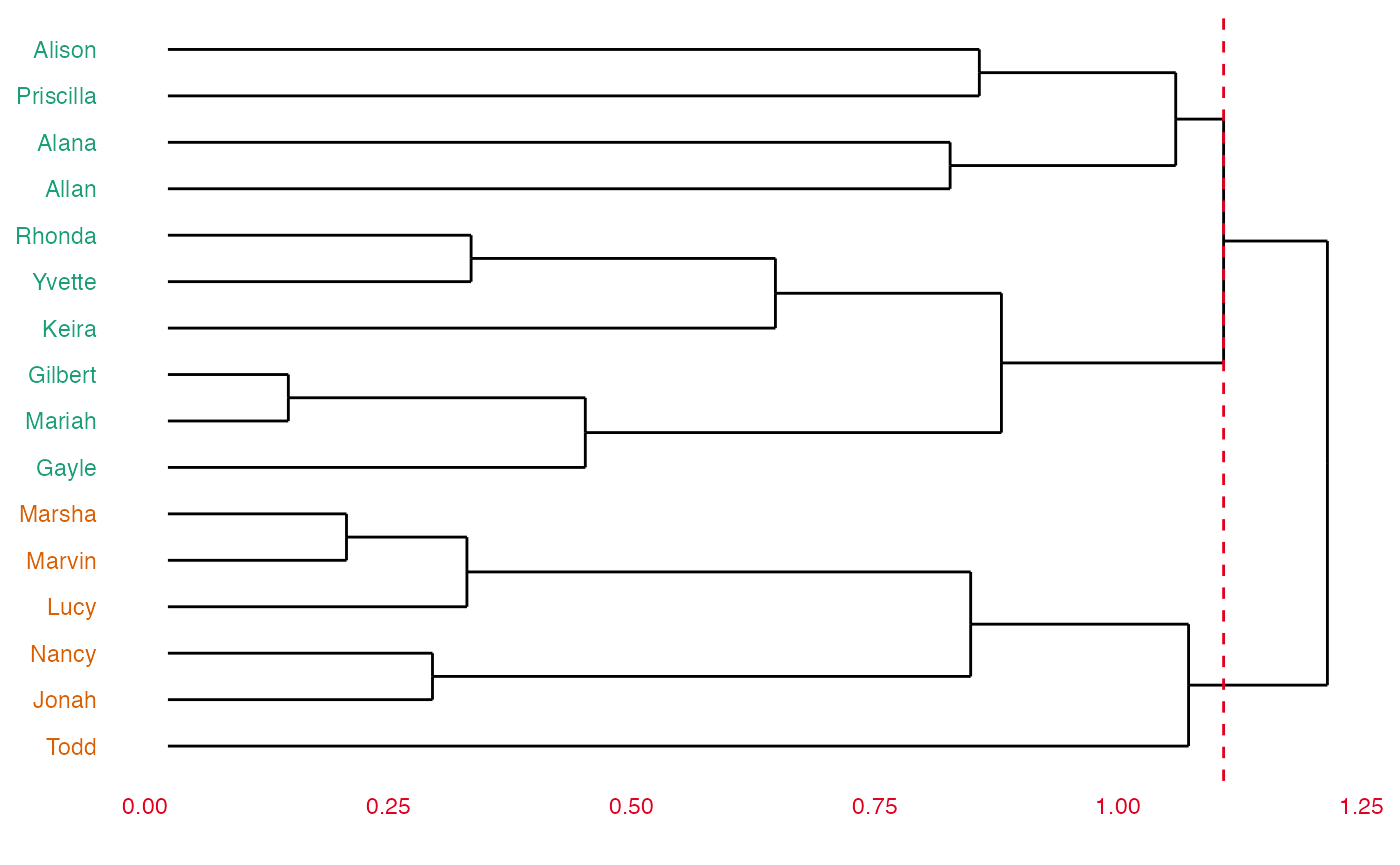 Alison
Priscilla
Alana
Allan
Rhonda
Yvette
Keira
Gilbert
Mariah
Gayle
Marsha
Marvin
Lucy
Nancy
Jonah
Todd
0.00 0.25 0.50 0.75 1.00 1.25